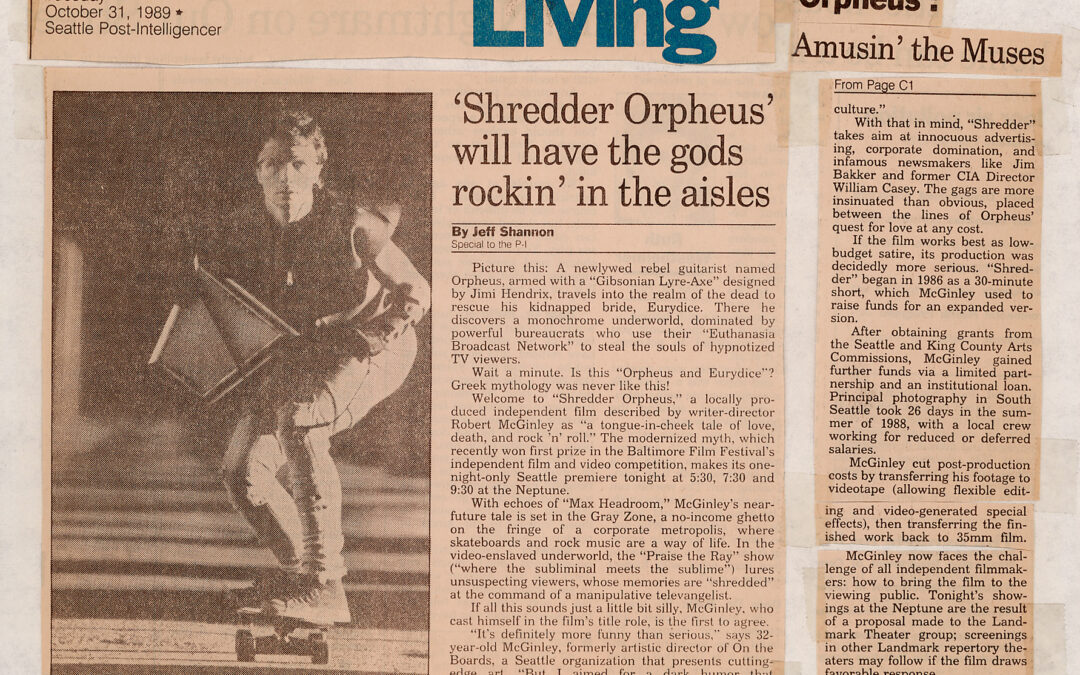 October 31, 1989 ★
Seattle Post-Intelligencer
Living
'Shredder Orpheus'
will have the gods
rockin' in the aisles
By Jeff Shannon
Special to the P-I
Picture this: A newlywed rebel guitarist named
Orpheus, armed with a "Gibsonian Lyre-Axe" designed
by Jimi Hendrix, travels into the realm of the dead to
rescue his kidnapped bride, Eurydice. There he
discovers a monochrome underworld, dominated by
powerful bureaucrats who use their "Euthanasia
Broadcast Network" to steal the souls of hypnotized
TV viewers.
Wait a minute. Is this "Orpheus and Eurydice"?
Greek mythology was never like this!
Welcome to "Shredder Orpheus," a locally pro-
duced independent film described by writer-director
Robert McGinley as "a tongue-in-cheek tale of love,
death, and rock 'n' roll." The modernized myth, which
recently won first prize in the Baltimore Film Festival's
independent film and video competition, makes its one-
night-only Seattle premiere tonight at 5:30, 7:30 and
9:30 at the Neptune.
With echoes of "Max Headroom," McGinley's near-
future tale is set in the Gray Zone, a no-income ghetto
on the fringe of a corporate metropolis, where
skateboards and rock music are a way of life. In the
video-enslaved underworld, the "Praise the Ray" show
("where the subliminal meets the sublime") lures
unsuspecting viewers, whose memories are "shredded"
at the command of a manipulative televangelist.
If all this sounds just a little bit silly, McGinley, who
cast himself in the film's title role, is the first to agree.
"It's definitely more funny than serious," says 32-
year-old McGinley, formerly artistic director of On the
Boards, a Seattle organization that presents cutting-
edge art. "But I aimed for a dark humor that
Orpheus':
Amusin' the Muses
From Page C1
culture."
With that in mind, "Shredder"
takes aim at innocuous advertis-
ing, corporate domination, and
infamous newsmakers like Jim
Bakker and former CIA Director
William Casey. The gags are more
insinuated than obvious, placed
between the lines of Orpheus'
quest for love at any cost.
If the film works best as low-
budget satire, its production was
decidedly more serious. "Shred-
der" began in 1986 as a 30-minute
short, which McGinley used to
raise funds for an expanded ver-
sion.
After obtaining grants from
the Seattle and King County Arts
Commissions, McGinley gained
further funds via a limited part-
nership and an institutional loan.
Principal photography in South
Seattle took 26 days in the sum-
mer of 1988, with a local crew
working for reduced or deferred
salaries.
McGinley cut post-production
costs by transferring his footage to
videotape (allowing flexible edit-
ing and video-generated special
effects), then transferring the fin-
ished work back to 35mm film.
McGinley now faces the chal-
lenge of all independent filmmak-
ers: how to bring the film to the
viewing public. Tonight's show-
ings at the Neptune are the result
of a proposal made to the Land-
mark Theater group; screenings
in other Landmark repertory the-
aters may follow if the film draws
favorable response.